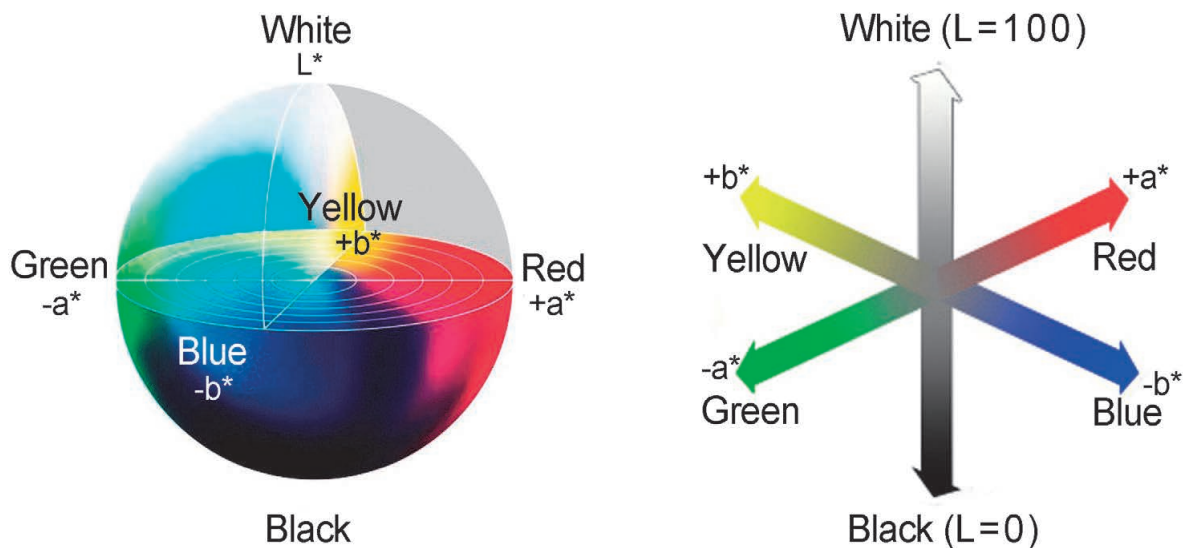 White
L*
Yellow
+b*
Green
-a*
Red
+a*
Blue
-b*
Black
White (L=100)
+b*
Yellow
+a*
Red
-a*
Green
-b*
Blue
Black (L=0)